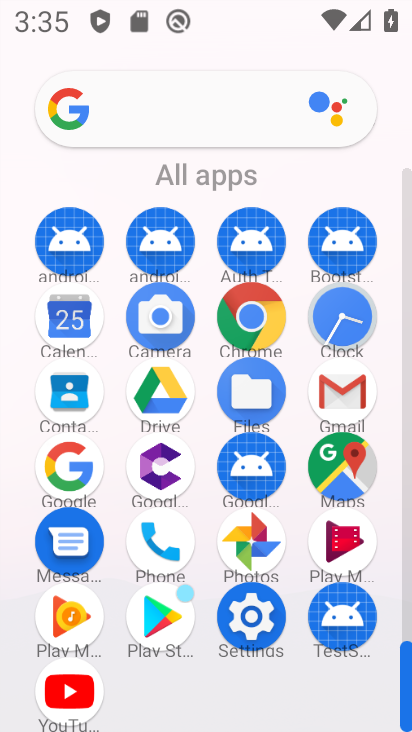 3:35
All apps
androi... androi... Auth T... Bootst...
25
Calen... Camera Chrome Clock
Conta... Drive Files Gmail
Google Googl... Googl... Maps
Messa... Phone Photos Play M...
Play M... Play St... Settings TestS...
YouTu...